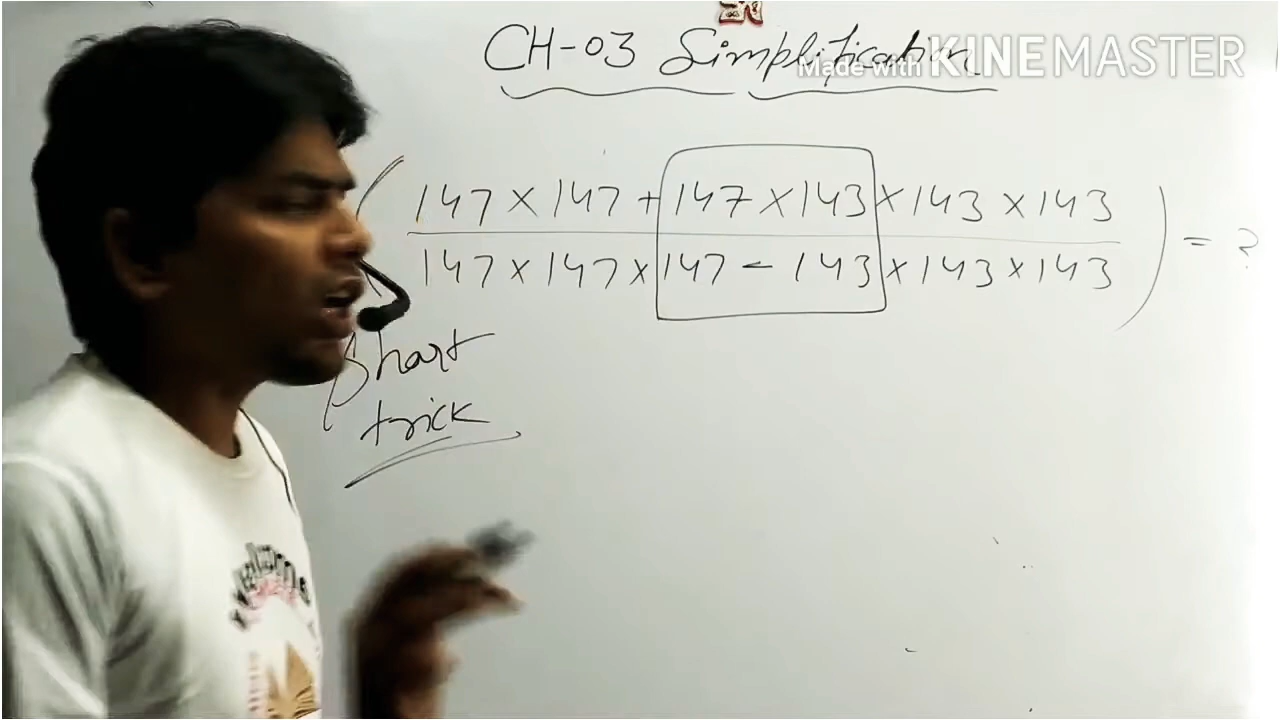 CH-03 Simplification
Made with KINEMASTER
147 × 147 + 147 × 143 × 143 × 143
147 × 147 × 147 - 143 × 143 × 143
= ?
Short
trick